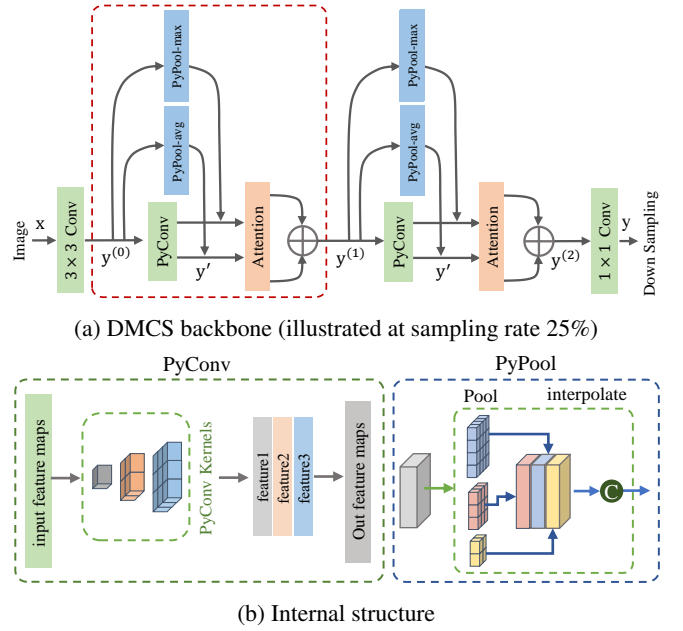 Image
x
3 × 3 Conv
y⁽⁰⁾
PyPool-max
PyPool-avg
PyConv
y′
Attention
y⁽¹⁾
PyPool-max
PyPool-avg
PyConv
y′
Attention
y⁽²⁾
1 × 1 Conv
y
Down Sampling
(a) DMCS backbone (illustrated at sampling rate 25%)
PyConv
input feature maps
PyConv Kernels
feature1
feature2
feature3
Out feature maps
PyPool
Pool
interpolate
C
(b) Internal structure